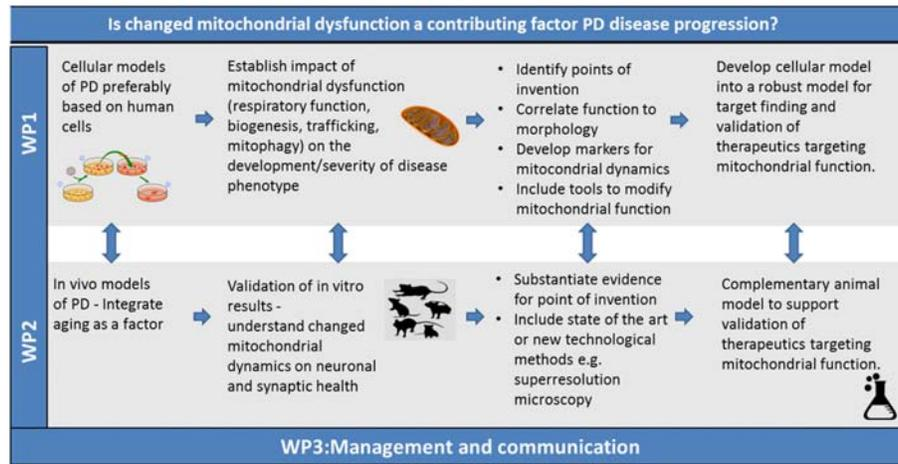 Is changed mitochondrial dysfunction a contributing factor PD disease progression?
WP1
Cellular models
of PD preferably
based on human
cells
Establish impact of
mitochondrial dysfunction
(respiratory function,
biogenesis, trafficking,
mitophagy) on the
development/severity of disease
phenotype
• Identify points of
invention
• Correlate function to
morphology
• Develop markers for
mitocondrial dynamics
• Include tools to modify
mitochondrial function
Develop cellular model
into a robust model for
target finding and
validation of
therapeutics targeting
mitochondrial function.
WP2
In vivo models
of PD - Integrate
aging as a factor
Validation of in vitro
results -
understand changed
mitochondrial
dynamics on neuronal
and synaptic health
• Substantiate evidence
for point of invention
• Include state of the art
or new technological
methods e.g.
superresolution
microscopy
Complementary animal
model to support
validation of
therapeutics targeting
mitochondrial function.
WP3:Management and communication